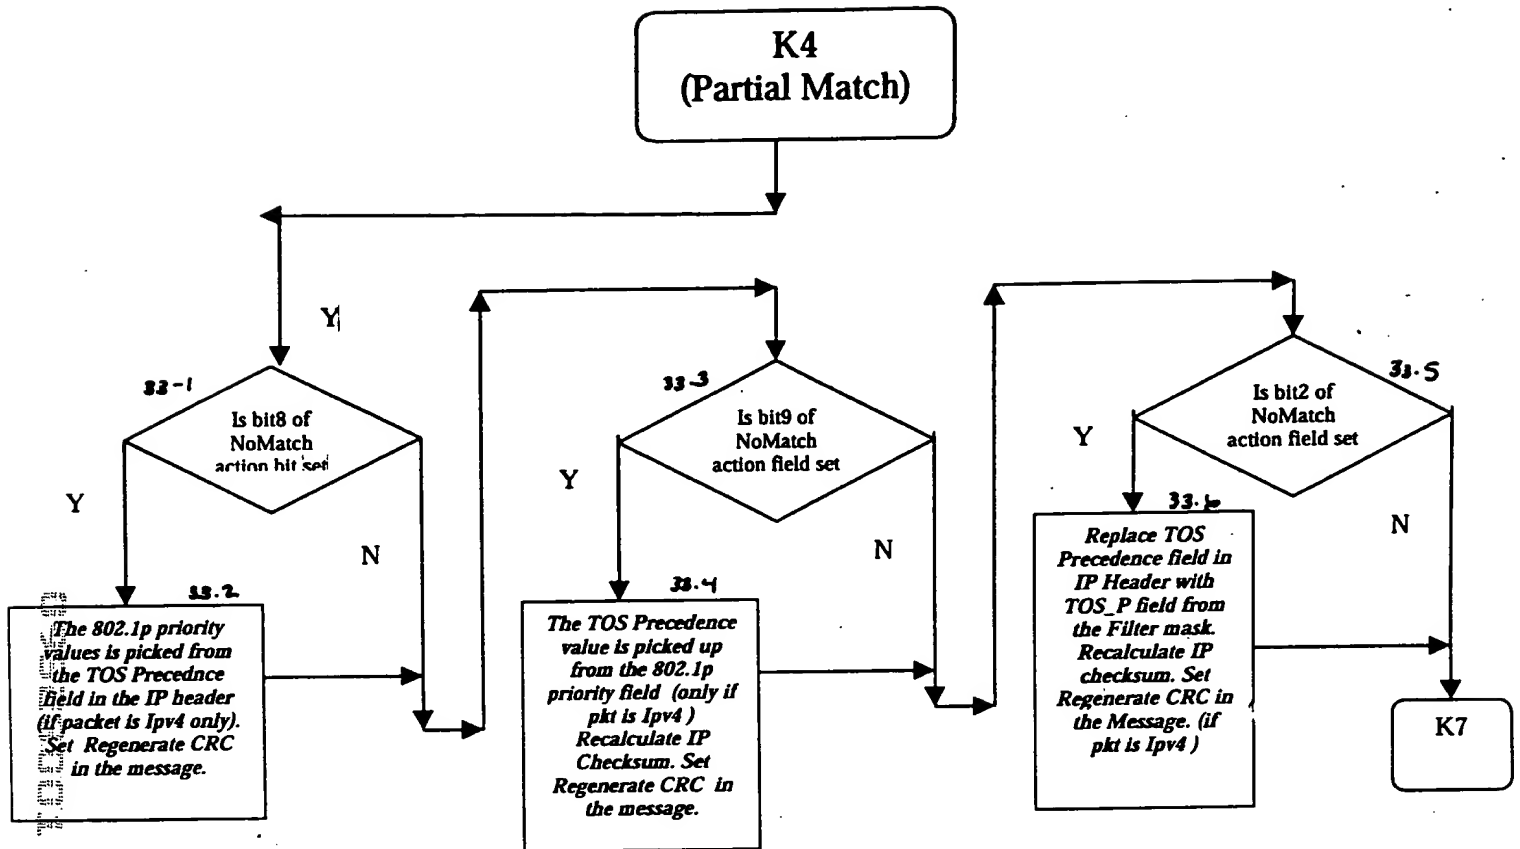 K4
(Partial Match)
Y
33-1
Is bit8 of
NoMatch
action bit set
Y
N
33.2
The 802.1p priority
values is picked from
the TOS Precednce
field in the IP header
(if packet is Ipv4 only).
Set Regenerate CRC
in the message.
33.3
Is bit9 of
NoMatch
action field set
Y
N
33.4
The TOS Precedence
value is picked up
from the 802.1p
priority field (only if
pkt is Ipv4 )
Recalculate IP
Checksum. Set
Regenerate CRC in
the message.
33.5
Is bit2 of
NoMatch
action field set
Y
N
33.6
Replace TOS
Precedence field in
IP Header with
TOS_P field from
the Filter mask.
Recalculate IP
checksum. Set
Regenerate CRC in
the Message. (if
pkt is Ipv4 )
K7